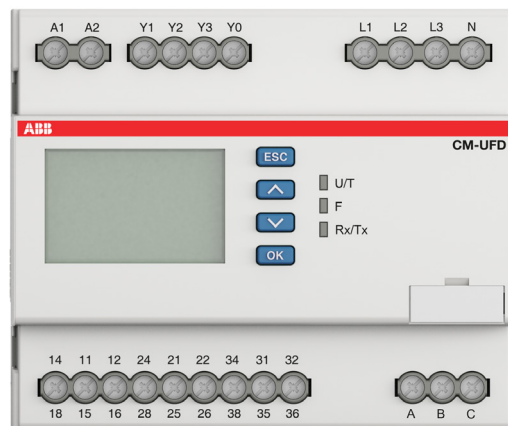 A1 A2 Y1 Y2 Y3 Y0 L1 L2 L3 N
ABB
CM-UFD
ESC
U/T
F
Rx/Tx
OK
14 11 12 24 21 22 34 31 32
18 15 16 28 25 26 38 35 36 A B C